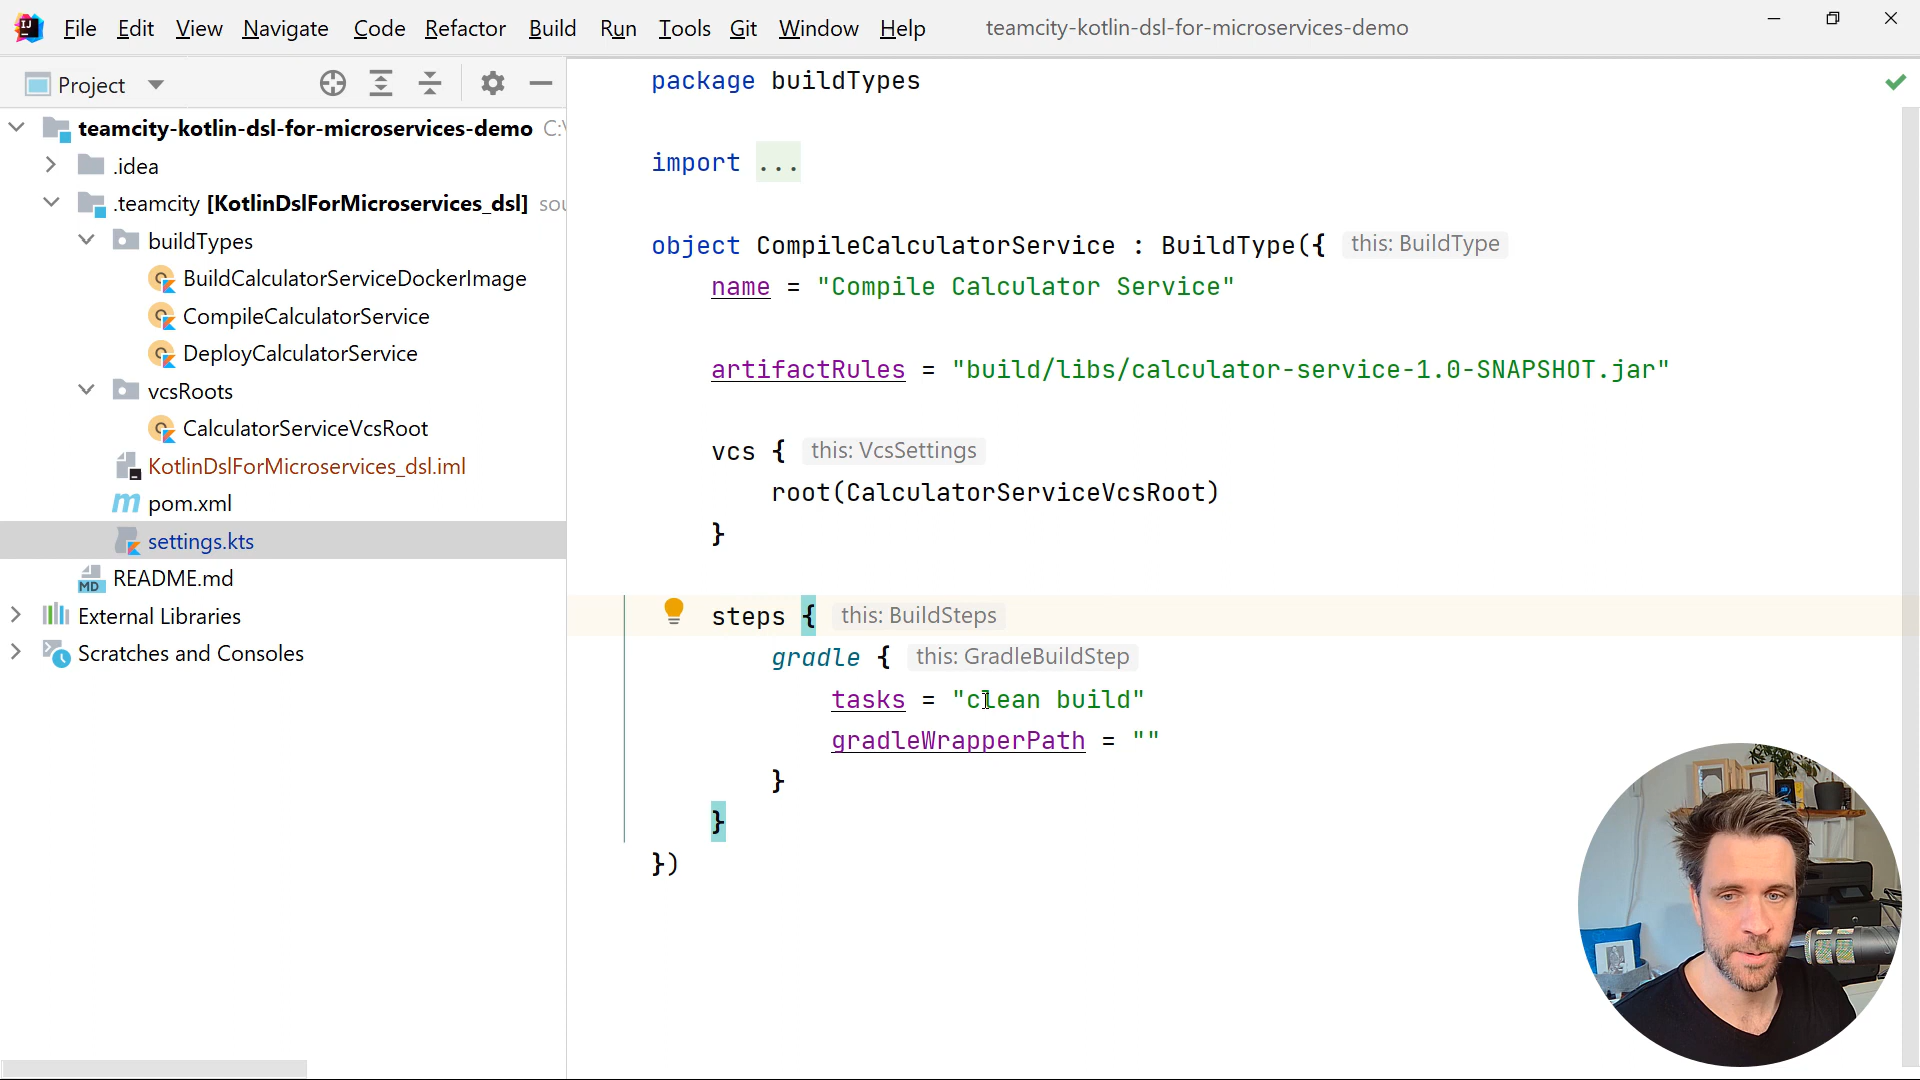 File Edit View Navigate Code Refactor Build Run Tools Git Window Help teamcity-kotlin-dsl-for-microservices-demo
Project
teamcity-kotlin-dsl-for-microservices-demo C:\
.idea
.teamcity [KotlinDslForMicroservices_dsl] sou
buildTypes
BuildCalculatorServiceDockerImage
CompileCalculatorService
DeployCalculatorService
vcsRoots
CalculatorServiceVcsRoot
KotlinDslForMicroservices_dsl.iml
pom.xml
settings.kts
README.md
External Libraries
Scratches and Consoles
package buildTypes
import ...
object CompileCalculatorService : BuildType({ this: BuildType
name = "Compile Calculator Service"
artifactRules = "build/libs/calculator-service-1.0-SNAPSHOT.jar"
vcs { this: VcsSettings
root(CalculatorServiceVcsRoot)
}
steps { this: BuildSteps
gradle { this: GradleBuildStep
tasks = "clean build"
gradleWrapperPath = ""
}
}
})